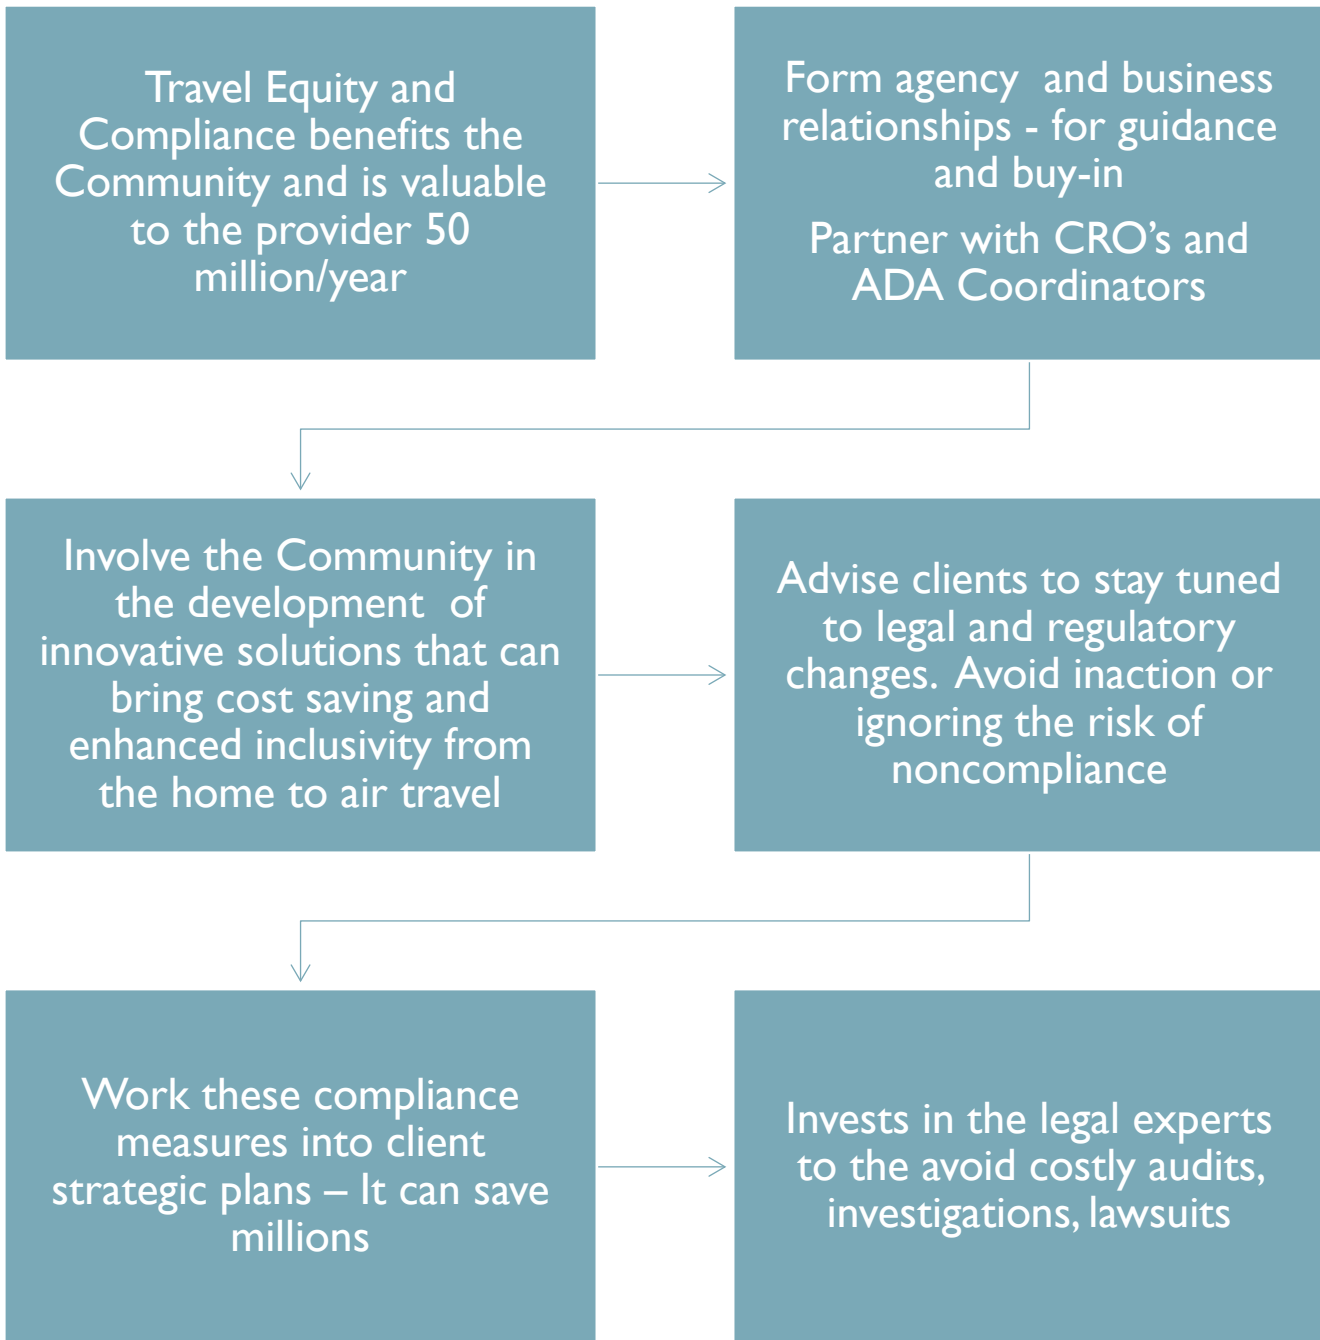 Travel Equity and
Compliance benefits the
Community and is valuable
to the provider 50
million/year
Form agency and business
relationships - for guidance
and buy-in
Partner with CRO's and
ADA Coordinators
Involve the Community in
the development of
innovative solutions that can
bring cost saving and
enhanced inclusivity from
the home to air travel
Advise clients to stay tuned
to legal and regulatory
changes. Avoid inaction or
ignoring the risk of
noncompliance
Work these compliance
measures into client
strategic plans – It can save
millions
Invests in the legal experts
to the avoid costly audits,
investigations, lawsuits